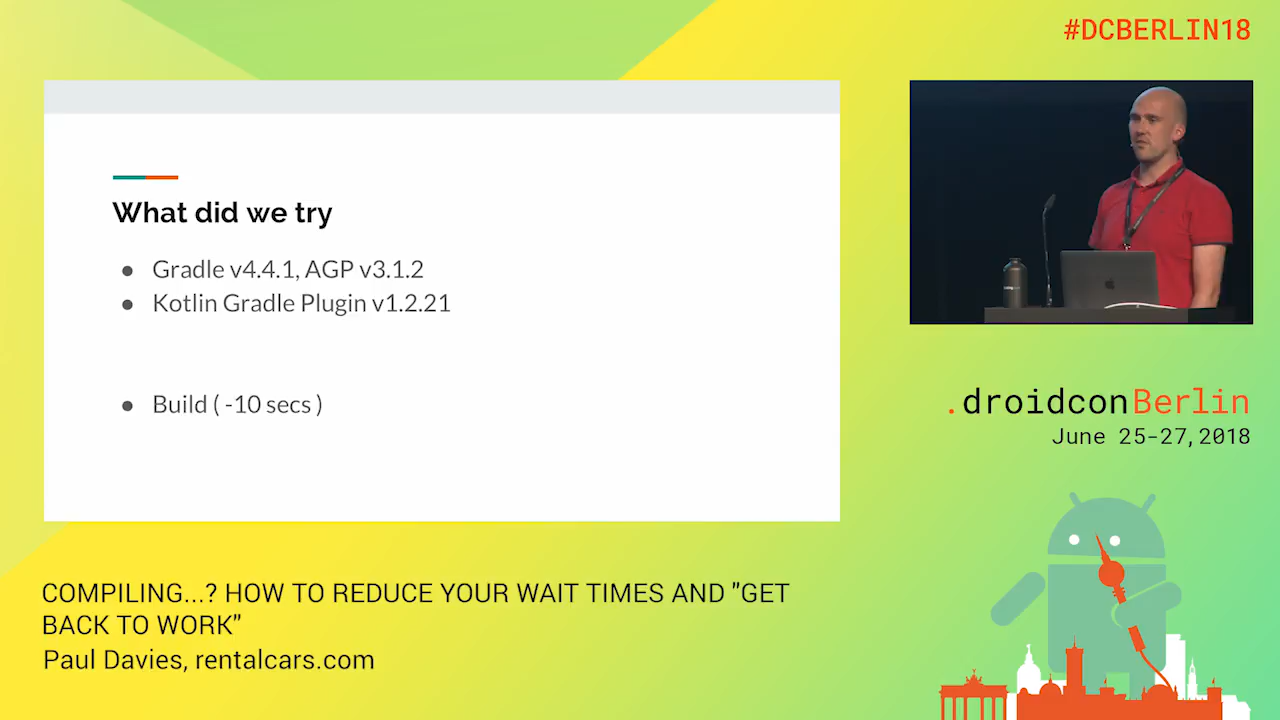 #DCBERLIN18
What did we try
● Gradle v4.4.1, AGP v3.1.2
● Kotlin Gradle Plugin v1.2.21
● Build ( -10 secs )
.droidconBerlin
June 25-27, 2018
COMPILING...? HOW TO REDUCE YOUR WAIT TIMES AND "GET
BACK TO WORK"
Paul Davies, rentalcars.com